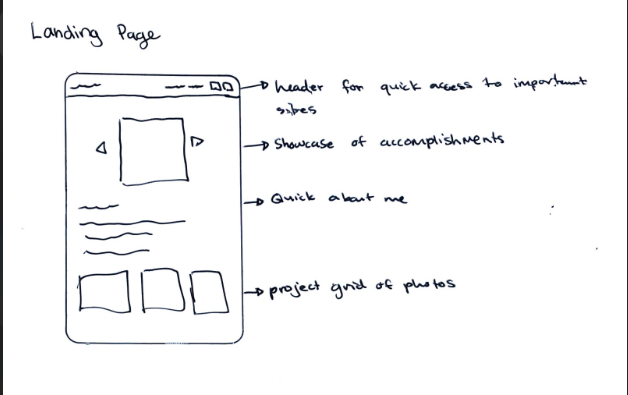 Landing Page
header for quick access to important
sites
Showcase of accomplishments
Quick about me
project grid of photos